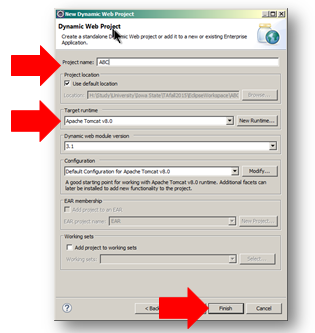 New Dynamic Web Project
Dynamic Web Project
Create a standalone Dynamic Web project or add it to a new or existing Enterprise
Application.
Project name: ABC
Project location
Use default location
Location: Browse...
Target runtime
Apache Tomcat v8.0 New Runtime...
Dynamic web module version
3.1
Configuration
Default Configuration for Apache Tomcat v8.0 Modify...
A good starting point for working with Apache Tomcat v8.0 runtime. Additional facets can
later be installed to add new functionality to the project.
EAR membership
Add project to an EAR
EAR project name: EAR New Project...
Working sets
Add project to working sets
Working sets: Select...
? < Back Finish Cancel